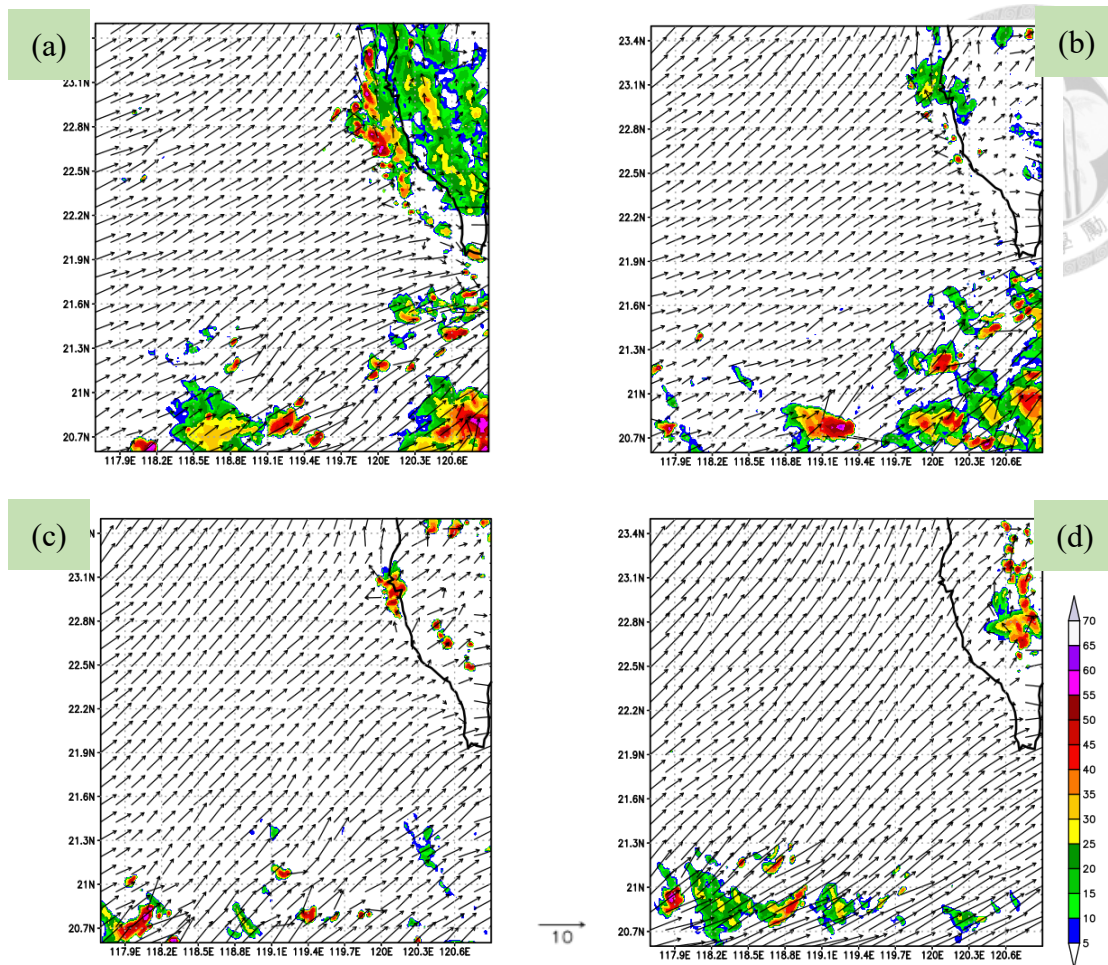 (a)
23.1N
22.8N
22.5N
22.2N
21.9N
21.6N
21.3N
21N
20.7N
117.9E 118.2E 118.5E 118.8E 119.1E 119.4E 119.7E 120E 120.3E 120.6E
(b)
23.4N
23.1N
22.8N
22.5N
22.2N
21.9N
21.6N
21.3N
21N
20.7N
117.9E 118.2E 118.5E 118.8E 119.1E 119.4E 119.7E 120E 120.3E 120.6E
(c)
23.1N
22.8N
22.5N
22.2N
21.9N
21.6N
21.3N
21N
20.7N
117.9E 118.2E 118.5E 118.8E 119.1E 119.4E 119.7E 120E 120.3E 120.6E
10
(d)
23.4N
23.1N
22.8N
22.5N
22.2N
21.9N
21.6N
21.3N
21N
20.7N
117.9E 118.2E 118.5E 118.8E 119.1E 119.4E 119.7E 120E 120.3E 120.6E
70
65
60
55
50
45
40
35
30
25
20
15
10
5